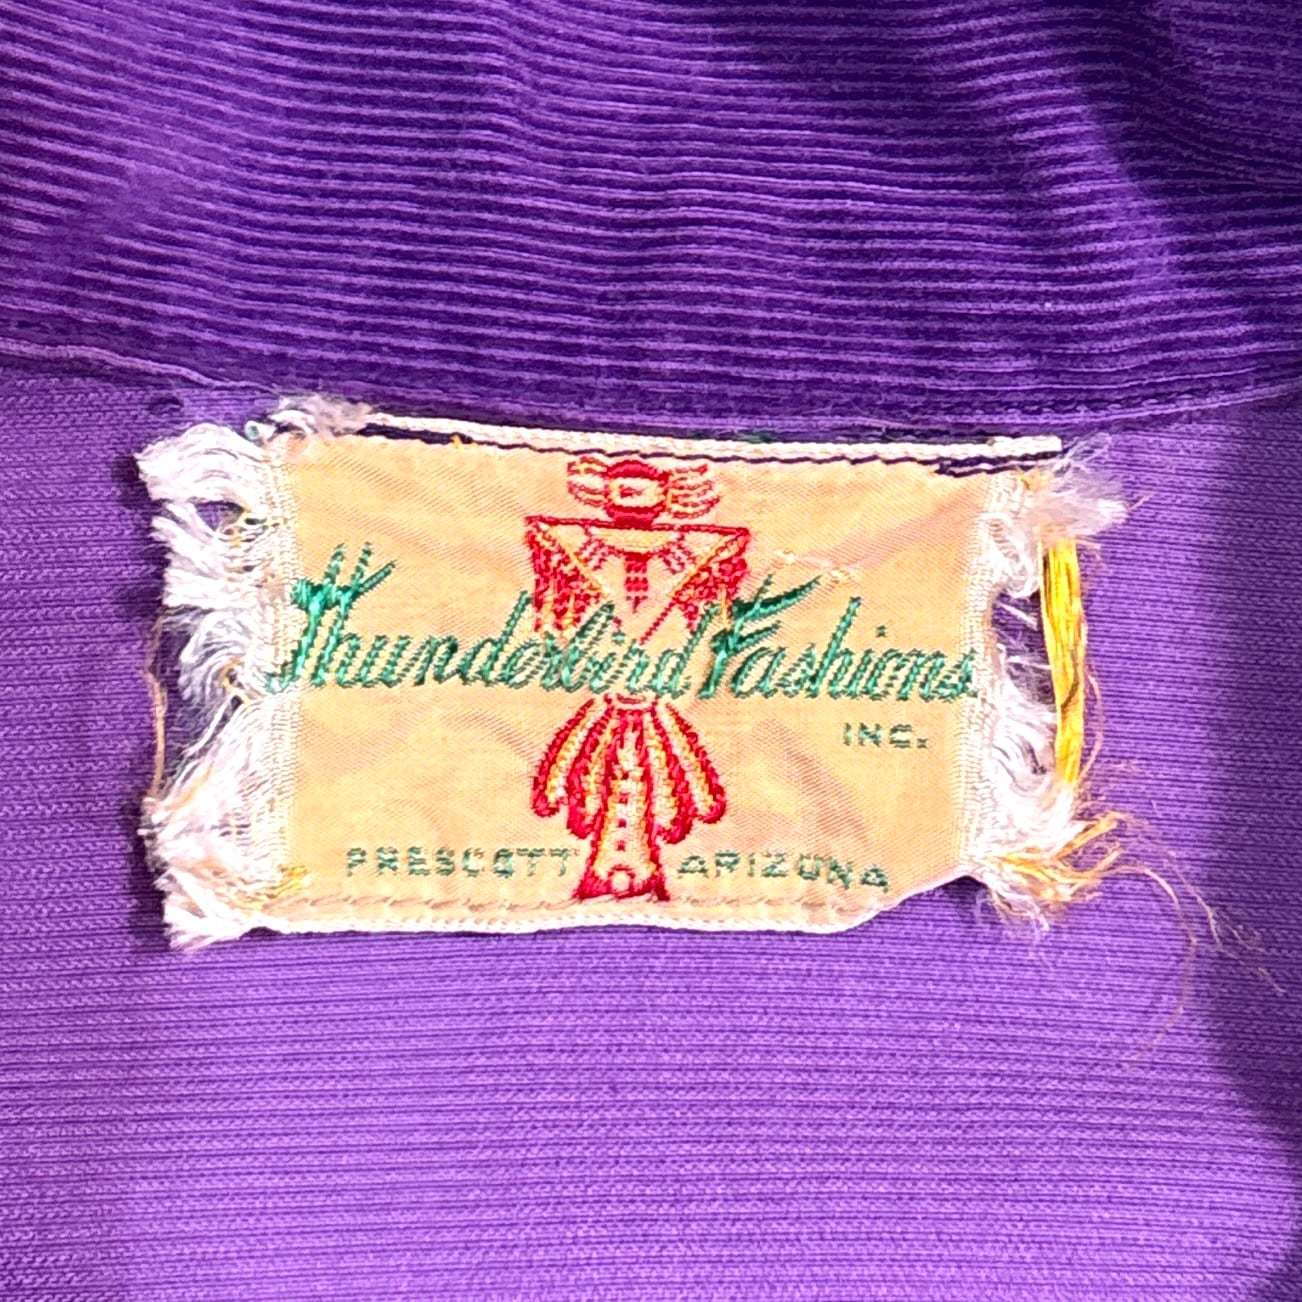 Thunderbird Fashions
INC.
PRESCOTT ARIZONA